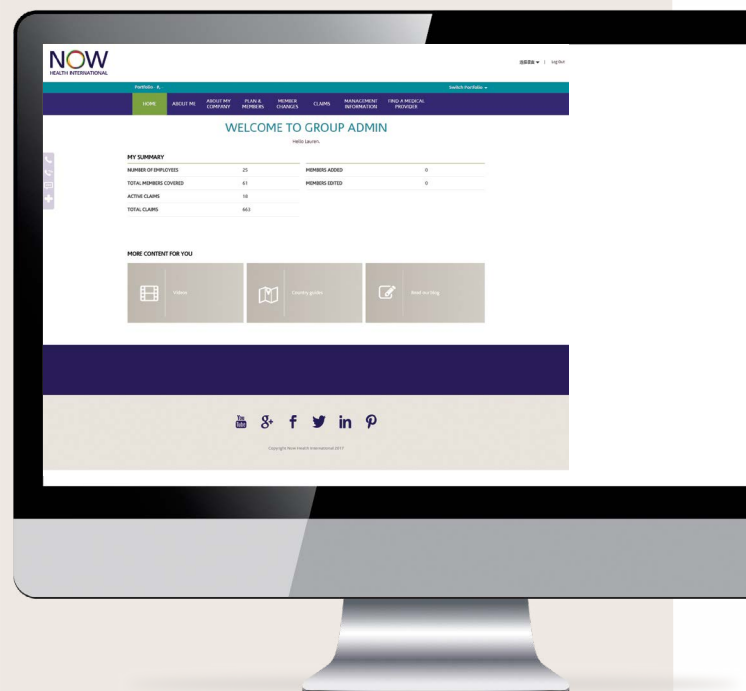 NOW
HEALTH INTERNATIONAL
Log Out
Portfolio - K.
Switch Portfolio
HOME
ABOUT ME
ABOUT MY
COMPANY
PLAN &
MEMBERS
MEMBER
CHANGES
CLAIMS
MANAGEMENT
INFORMATION
FIND A MEDICAL
PROVIDER
WELCOME TO GROUP ADMIN
Hello Lauren,
MY SUMMARY
NUMBER OF EMPLOYEES 25 MEMBERS ADDED 0
TOTAL MEMBERS COVERED 61 MEMBERS EDITED 0
ACTIVE CLAIMS 18
TOTAL CLAIMS 663
MORE CONTENT FOR YOU
Videos
Country guides
Read our blog
You
Tube
g+ f in
Copyright Now Health International 2017